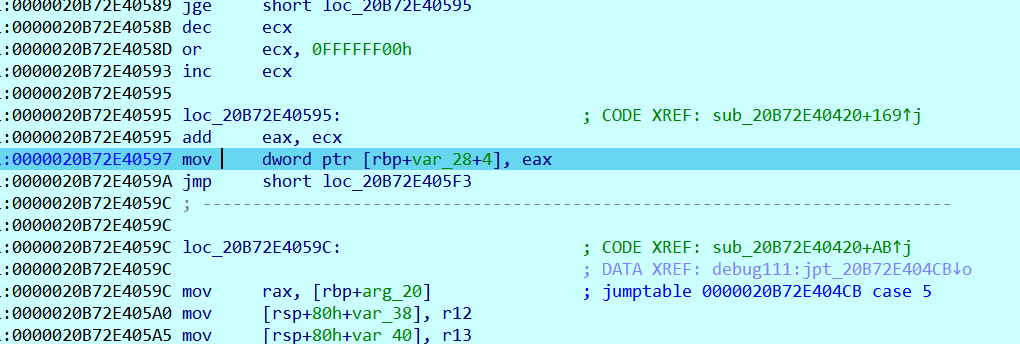 :0000020B72E40589 jge     short loc_20B72E40595
:0000020B72E4058B dec     ecx
:0000020B72E4058D or      ecx, 0FFFFFF00h
:0000020B72E40593 inc     ecx
:0000020B72E40595
:0000020B72E40595 loc_20B72E40595:                        ; CODE XREF: sub_20B72E40420+169↑j
:0000020B72E40595 add     eax, ecx
:0000020B72E40597 mov     dword ptr [rbp+var_28+4], eax
:0000020B72E4059A jmp     short loc_20B72E405F3
:0000020B72E4059C ; ---------------------------------------------------------------------------
:0000020B72E4059C
:0000020B72E4059C loc_20B72E4059C:                        ; CODE XREF: sub_20B72E40420+AB↑j
:0000020B72E4059C                                         ; DATA XREF: debug111:jpt_20B72E404CB↓o
:0000020B72E4059C mov     rax, [rbp+arg_20]               ; jumptable 0000020B72E404CB case 5
:0000020B72E405A0 mov     [rsp+80h+var_38], r12
:0000020B72E405A5 mov     [rsp+80h+var_40], r13